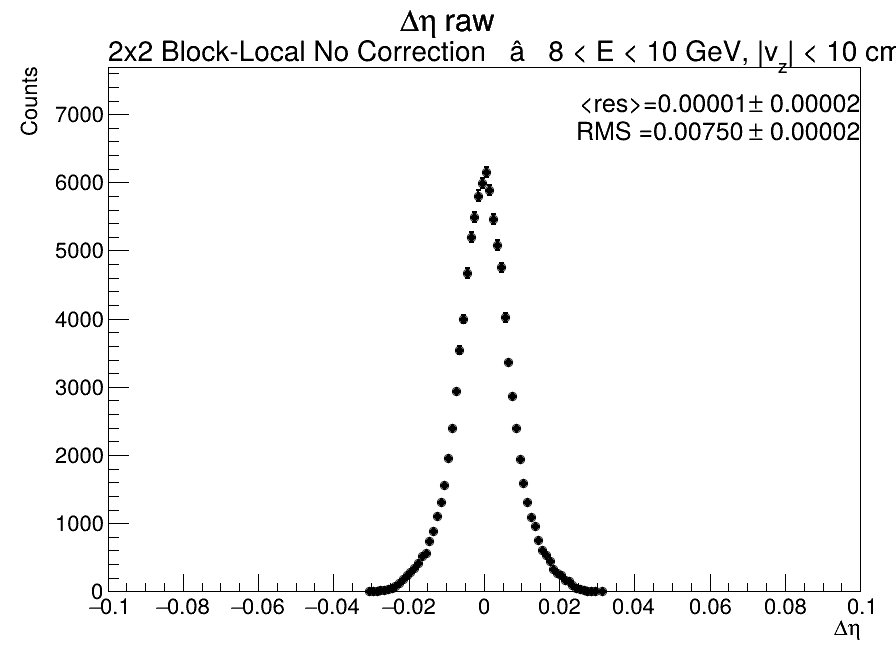 Δη raw
2x2 Block-Local No Correction â 8 < E < 10 GeV, |v_z| < 10 cm
Counts
<res>=0.00001± 0.00002
RMS =0.00750 ± 0.00002
7000
6000
5000
4000
3000
2000
1000
0
−0.1 −0.08 −0.06 −0.04 −0.02 0 0.02 0.04 0.06 0.08 0.1
Δη